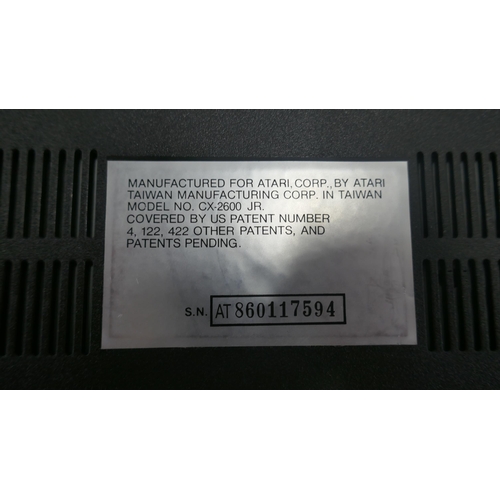 MANUFACTURED FOR ATARI, CORP., BY ATARI
TAIWAN MANUFACTURING CORP. IN TAIWAN
MODEL NO. CX-2600 JR.
COVERED BY US PATENT NUMBER
4, 122, 422 OTHER PATENTS, AND
PATENTS PENDING.
S.N. AT 860117594